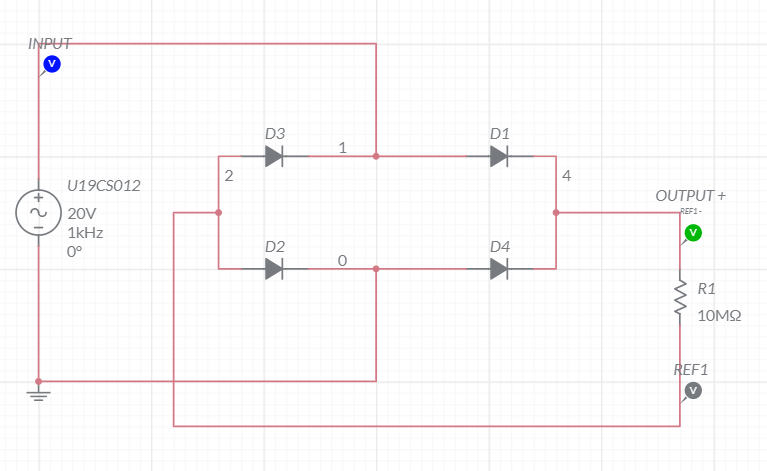 INPUT
V
D3
1
D1
2
4
U19CS012
20V
1kHz
0°
OUTPUT +
REF1-
V
D2
0
D4
R1
10MΩ
REF1
V